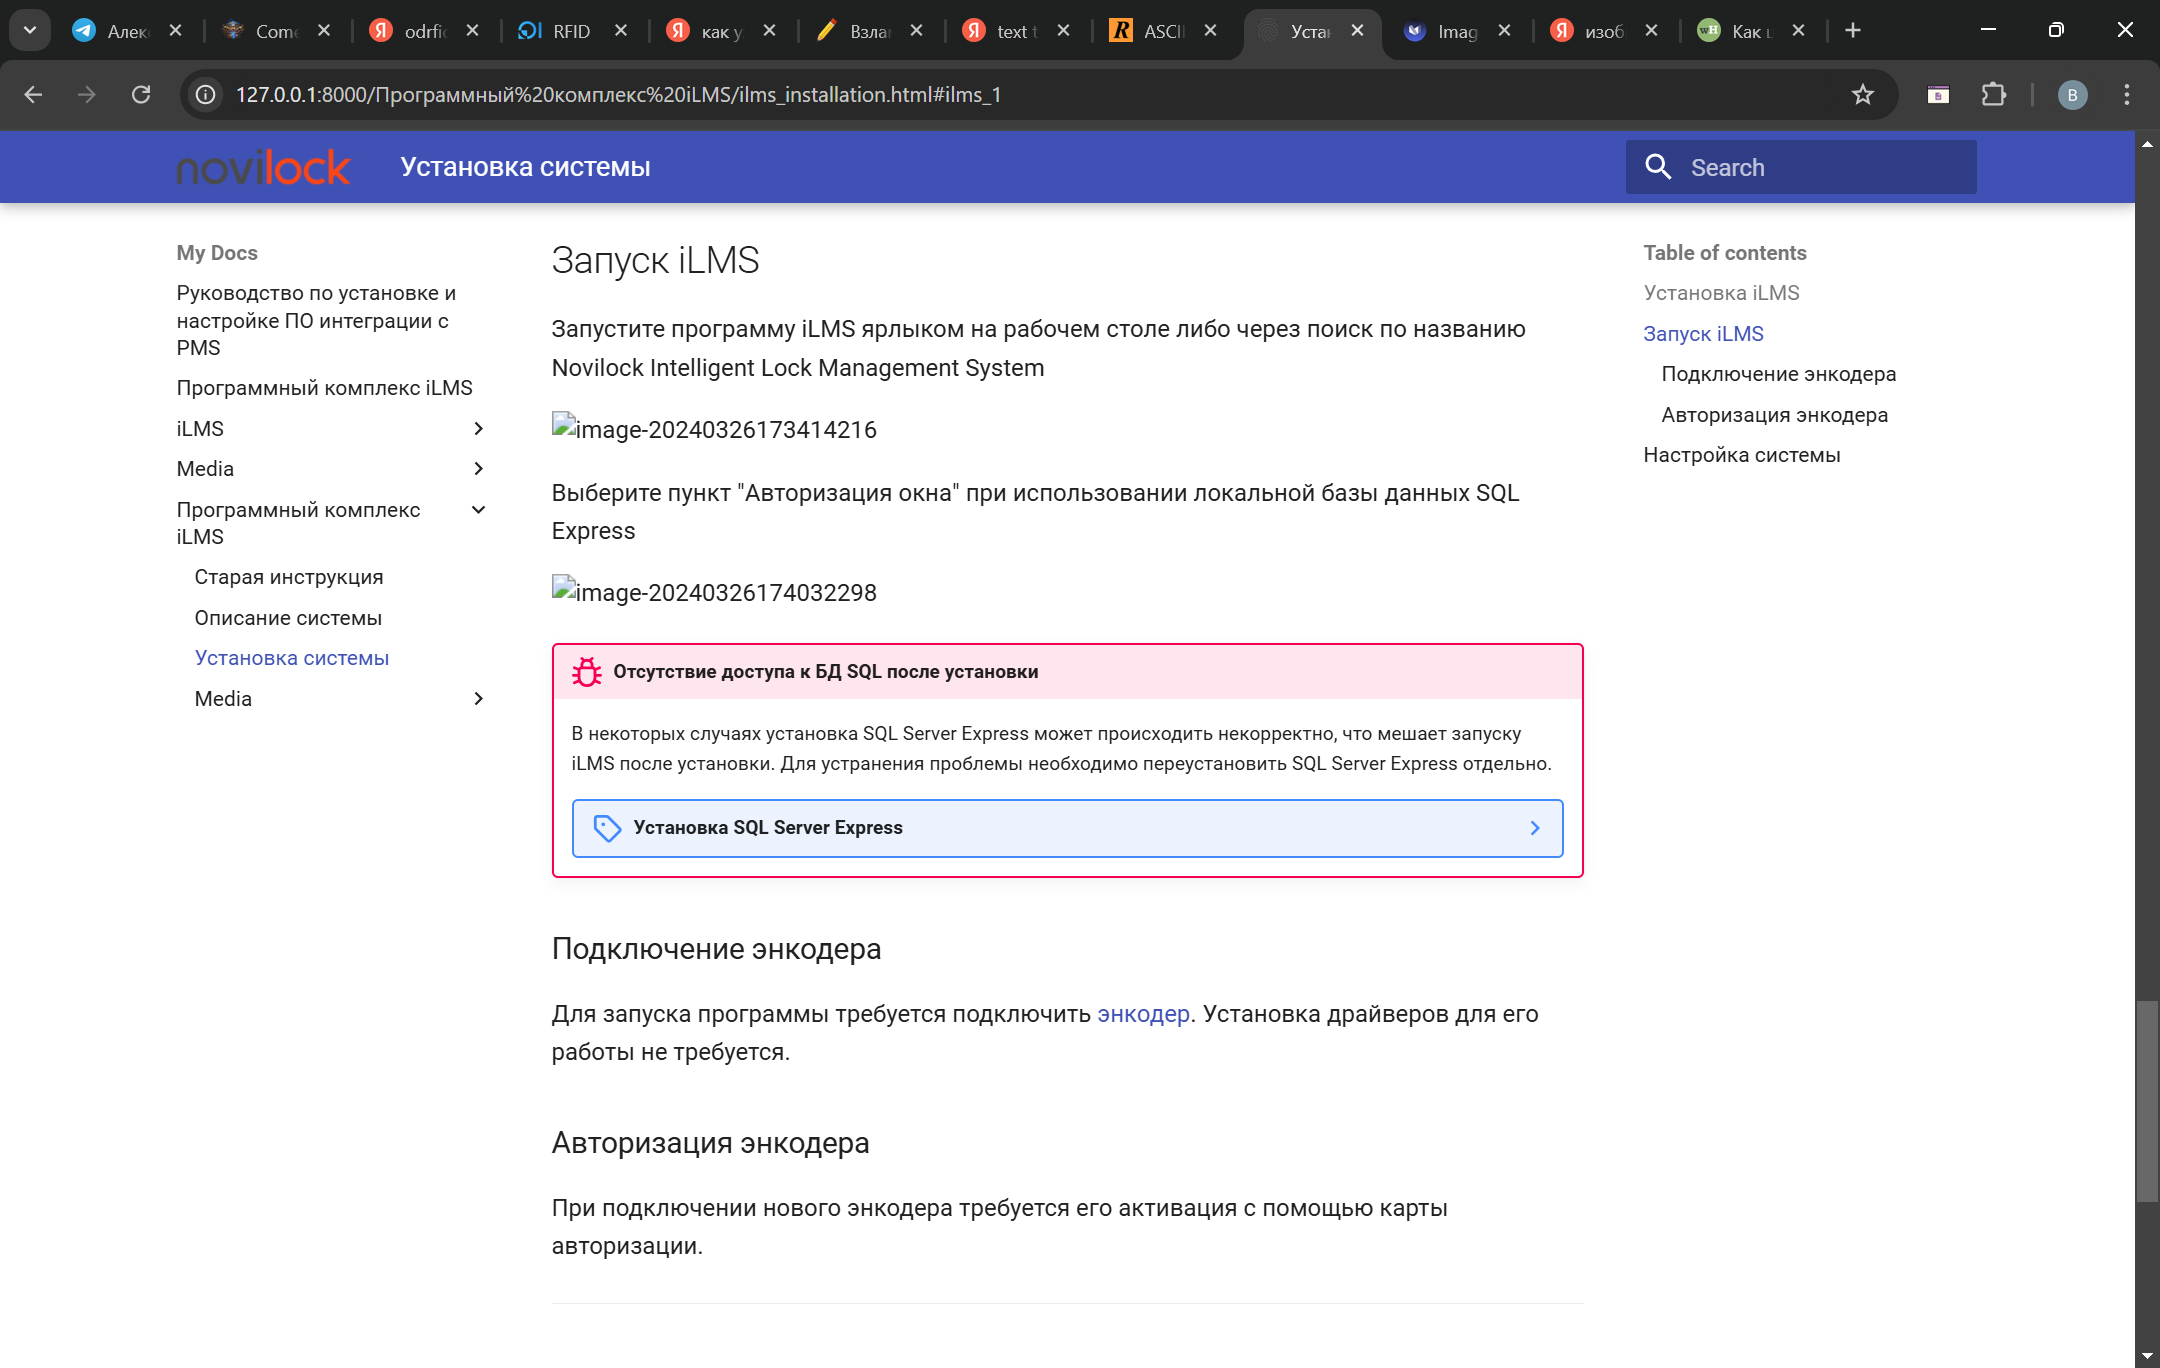 Алек
Come
odrfi
RFID
как у
Взла
text t
ASCII
Уста
Imag
изоб
Как ц
127.0.0.1:8000/Программный%20комплекс%20iLMS/ilms_installation.html#ilms_1
B
novilock
Установка системы
Search
My Docs
Руководство по установке и
настройке ПО интеграции с
PMS
Программный комплекс iLMS
iLMS
Media
Программный комплекс
iLMS
Старая инструкция
Описание системы
Установка системы
Media
Запуск iLMS
Запустите программу iLMS ярлыком на рабочем столе либо через поиск по названию
Novilock Intelligent Lock Management System
image-20240326173414216
Выберите пункт "Авторизация окна" при использовании локальной базы данных SQL
Express
image-20240326174032298
Отсутствие доступа к БД SQL после установки
В некоторых случаях установка SQL Server Express может происходить некорректно, что мешает запуску
iLMS после установки. Для устранения проблемы необходимо переустановить SQL Server Express отдельно.
Установка SQL Server Express
Подключение энкодера
Для запуска программы требуется подключить энкодер. Установка драйверов для его
работы не требуется.
Авторизация энкодера
При подключении нового энкодера требуется его активация с помощью карты
авторизации.
Table of contents
Установка iLMS
Запуск iLMS
Подключение энкодера
Авторизация энкодера
Настройка системы